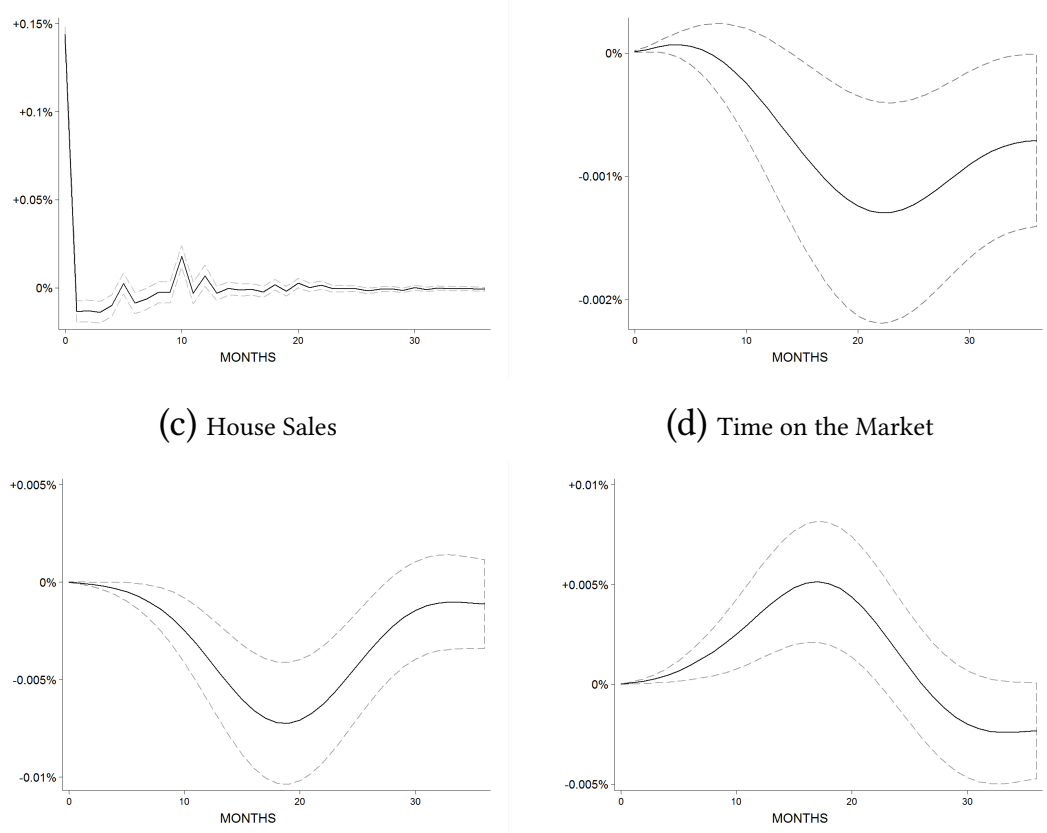 +0.15%
+0.1%
+0.05%
0%
0 10 20 30
MONTHS
0%
-0.001%
-0.002%
0 10 20 30
MONTHS
(c) House Sales
(d) Time on the Market
+0.005%
0%
-0.005%
-0.01%
0 10 20 30
MONTHS
+0.01%
+0.005%
0%
-0.005%
0 10 20 30
MONTHS